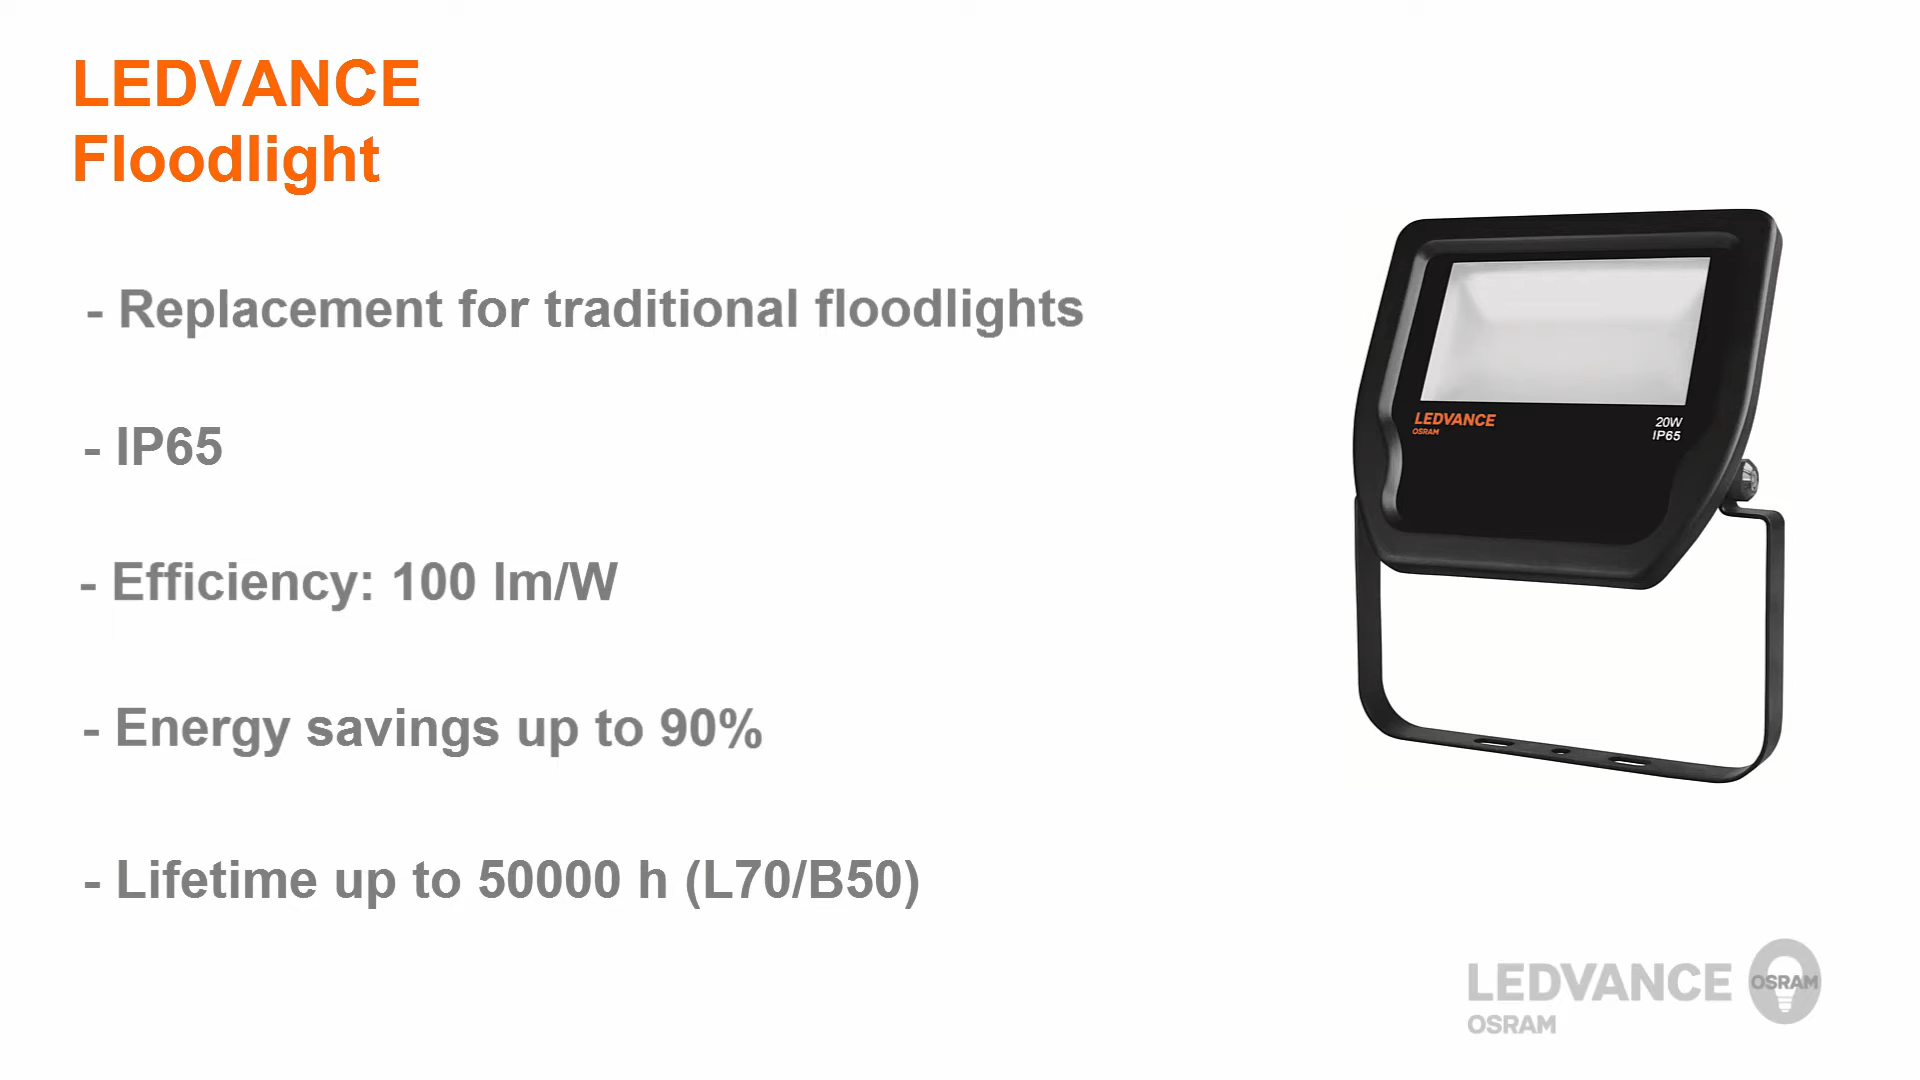 LEDVANCE
Floodlight
- Replacement for traditional floodlights
- IP65
- Efficiency: 100 lm/W
- Energy savings up to 90%
- Lifetime up to 50000 h (L70/B50)
LEDVANCE
OSRAM
20W
IP65
LEDVANCE
OSRAM
OSRAM